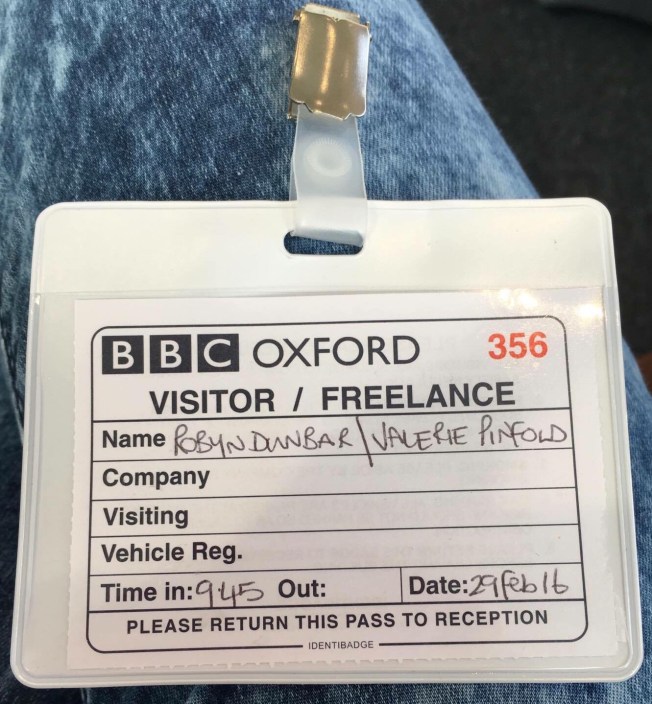 BBC OXFORD 356
VISITOR / FREELANCE
Name ROBYN DUNBAR / VALERIE PINFOLD
Company
Visiting
Vehicle Reg.
Time in: 945 Out: Date: 29 Feb 16
PLEASE RETURN THIS PASS TO RECEPTION
IDENTIBADGE